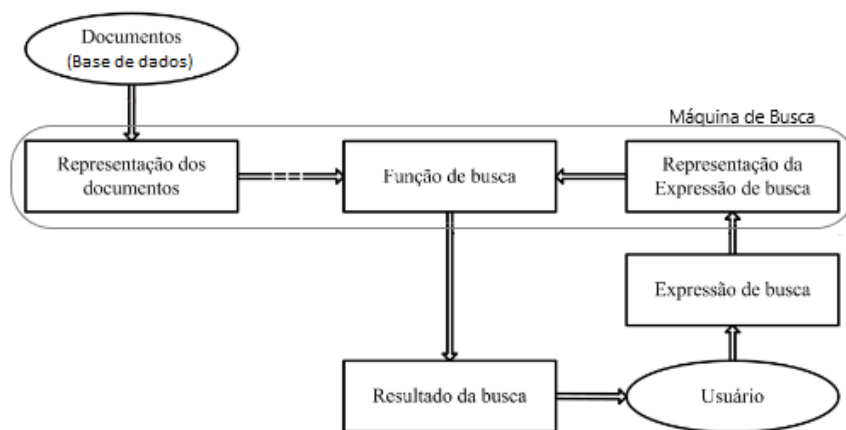 Documentos
(Base de dados)
Máquina de Busca
Representação dos
documentos
Função de busca
Representação da
Expressão de busca
Expressão de busca
Resultado da busca
Usuário